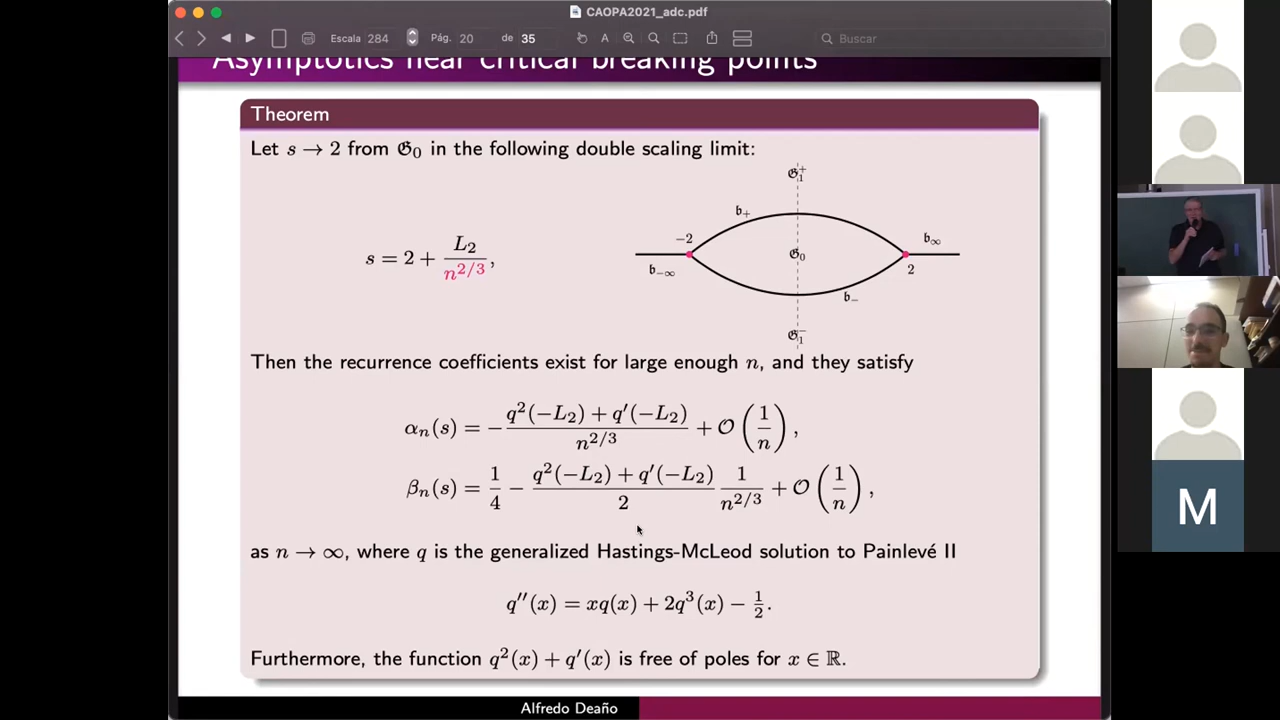 CAOPA2021_adc.pdf
Escala 284 Pág. 20 de 35 Buscar
Asymptotics near critical breaking points
Theorem
Let s → 2 from 𝔊₀ in the following double scaling limit:
s = 2 + L₂ / n^{2/3},
𝔊₁⁺
𝔟₊
−2
𝔟_∞
𝔊₀
𝔟_{−∞}
2
𝔟₋
𝔊₁⁻
Then the recurrence coefficients exist for large enough n, and they satisfy
αₙ(s) = − (q²(−L₂) + q′(−L₂)) / n^{2/3} + 𝒪(1/n),
βₙ(s) = 1/4 − (q²(−L₂) + q′(−L₂)) / 2 · 1 / n^{2/3} + 𝒪(1/n),
as n → ∞, where q is the generalized Hastings-McLeod solution to Painlevé II
q″(x) = xq(x) + 2q³(x) − 1/2.
Furthermore, the function q²(x) + q′(x) is free of poles for x ∈ ℝ.
Alfredo Deaño
M